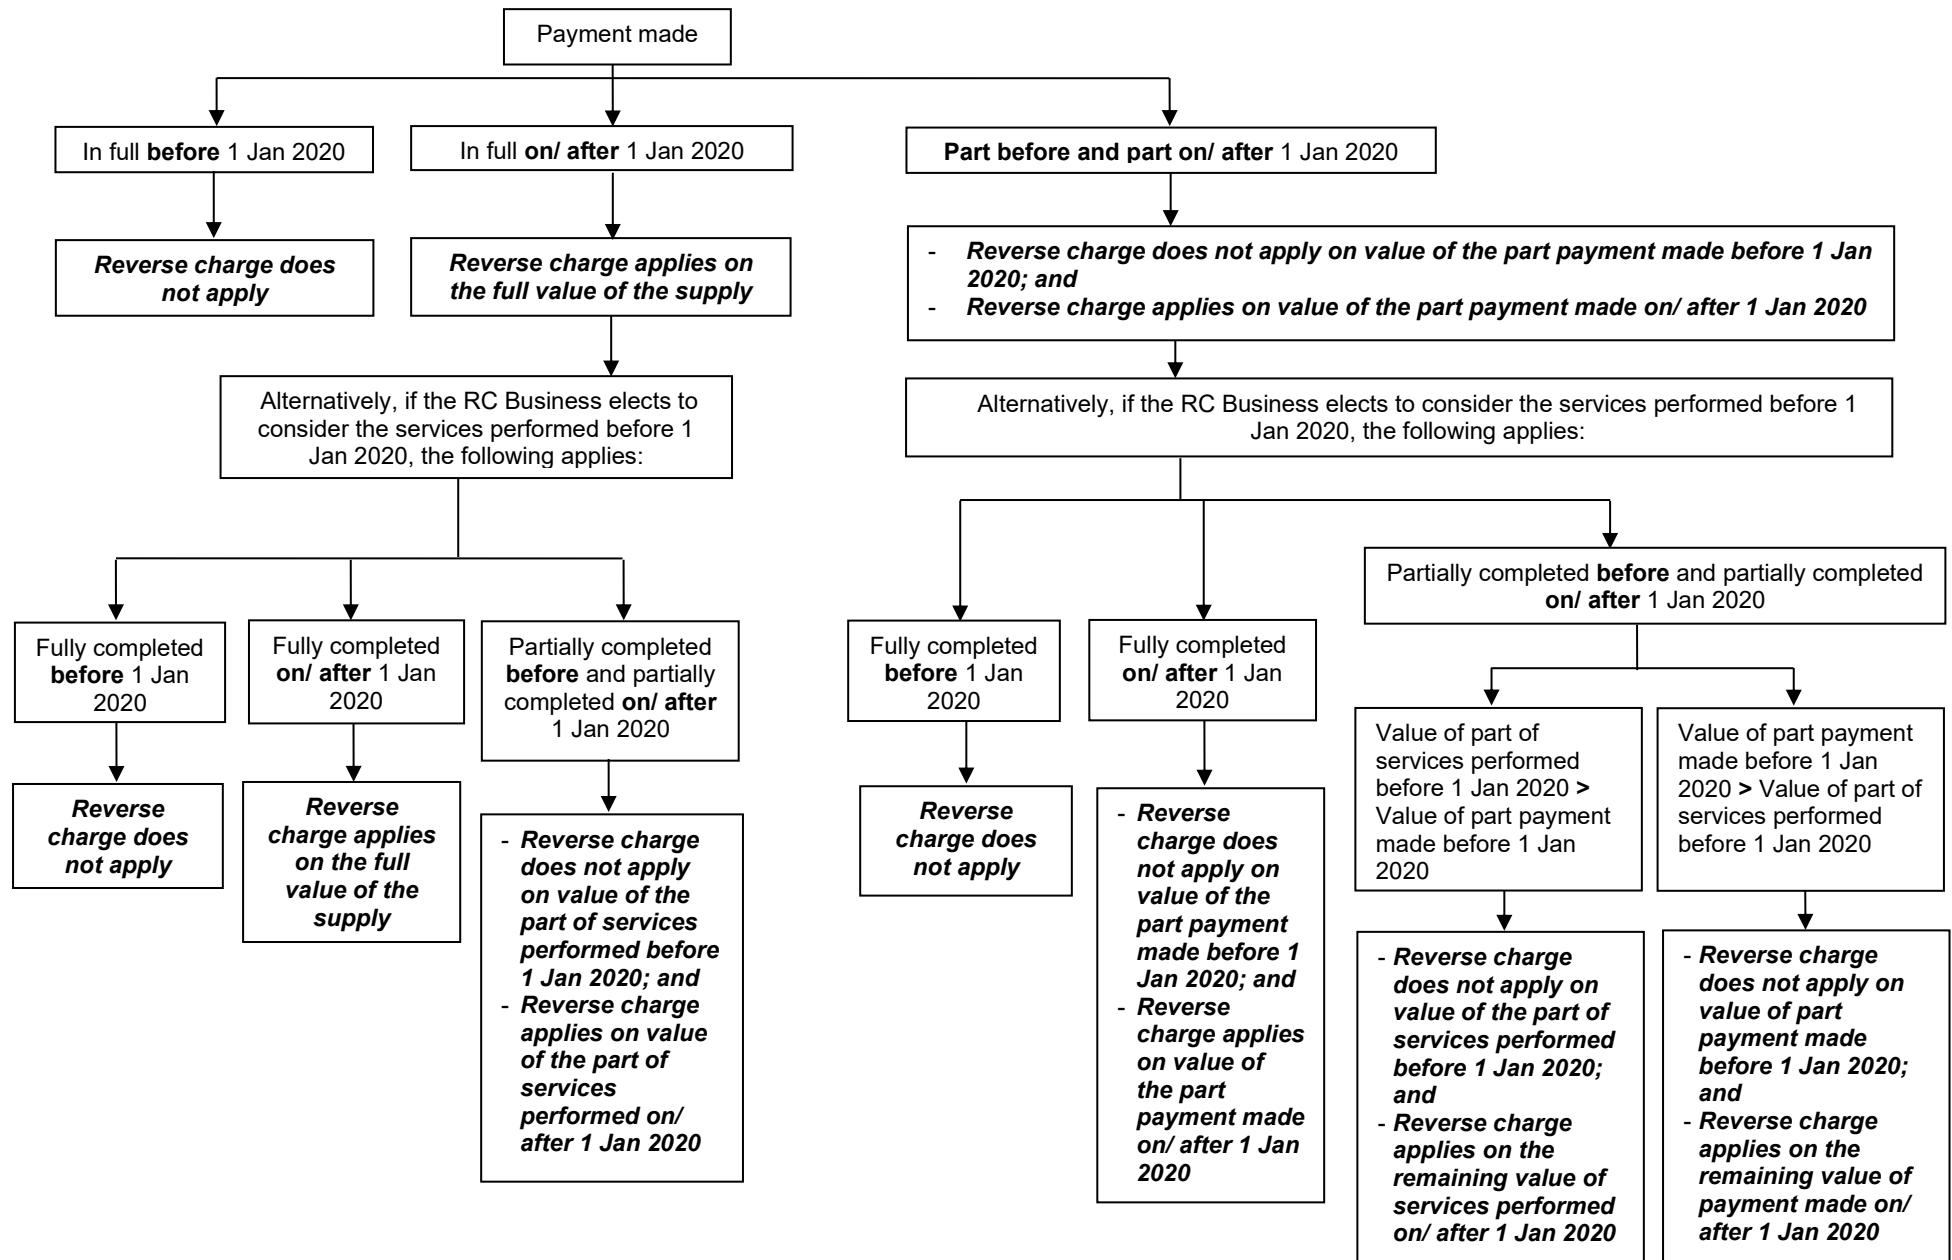 Payment made
In full before 1 Jan 2020
In full on/ after 1 Jan 2020
Part before and part on/ after 1 Jan 2020
Reverse charge does
not apply
Reverse charge applies on
the full value of the supply
- Reverse charge does not apply on value of the part payment made before 1 Jan
2020; and
- Reverse charge applies on value of the part payment made on/ after 1 Jan 2020
Alternatively, if the RC Business elects to
consider the services performed before 1
Jan 2020, the following applies:
Alternatively, if the RC Business elects to consider the services performed before 1
Jan 2020, the following applies:
Fully completed
before 1 Jan
2020
Fully completed
on/ after 1 Jan
2020
Partially completed
before and partially
completed on/ after
1 Jan 2020
Fully completed
before 1 Jan
2020
Fully completed
on/ after 1 Jan
2020
Partially completed before and partially completed
on/ after 1 Jan 2020
Value of part of
services performed
before 1 Jan 2020 >
Value of part payment
made before 1 Jan
2020
Value of part payment
made before 1 Jan
2020 > Value of part of
services performed
before 1 Jan 2020
Reverse
charge does
not apply
Reverse
charge applies
on the full
value of the
supply
- Reverse charge
does not apply
on value of the
part of services
performed before
1 Jan 2020; and
- Reverse charge
applies on value
of the part of
services
performed on/
after 1 Jan 2020
Reverse
charge does
not apply
- Reverse
charge does
not apply on
value of the
part payment
made before 1
Jan 2020; and
- Reverse
charge applies
on value of
the part
payment made
on/ after 1 Jan
2020
- Reverse charge
does not apply on
value of the part of
services performed
before 1 Jan 2020;
and
- Reverse charge
applies on the
remaining value of
services performed
on/ after 1 Jan 2020
- Reverse charge
does not apply on
value of part
payment made
before 1 Jan 2020;
and
- Reverse charge
applies on the
remaining value of
payment made on/
after 1 Jan 2020